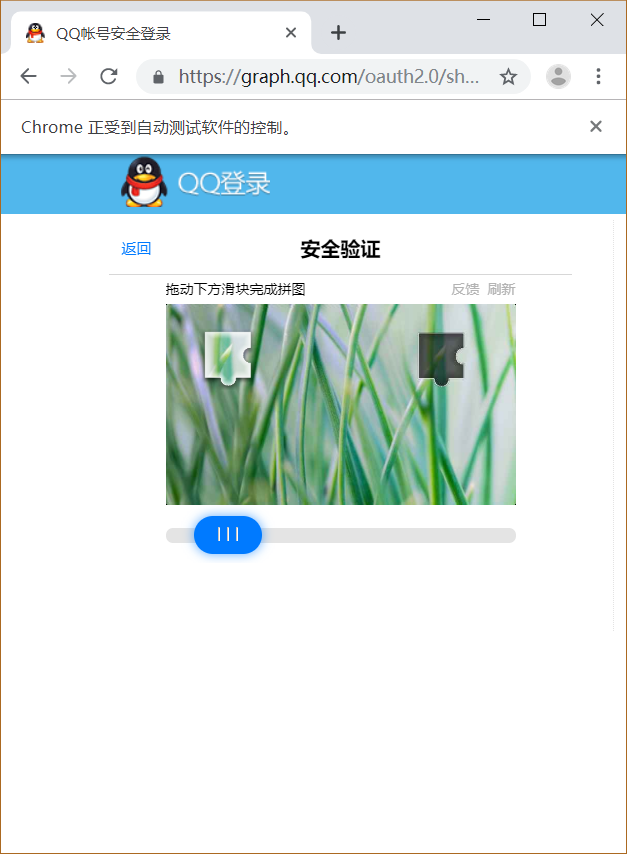 QQ帐号安全登录
https://graph.qq.com/oauth2.0/sh...
Chrome 正受到自动测试软件的控制。
QQ登录
返回
安全验证
拖动下方滑块完成拼图
反馈 刷新